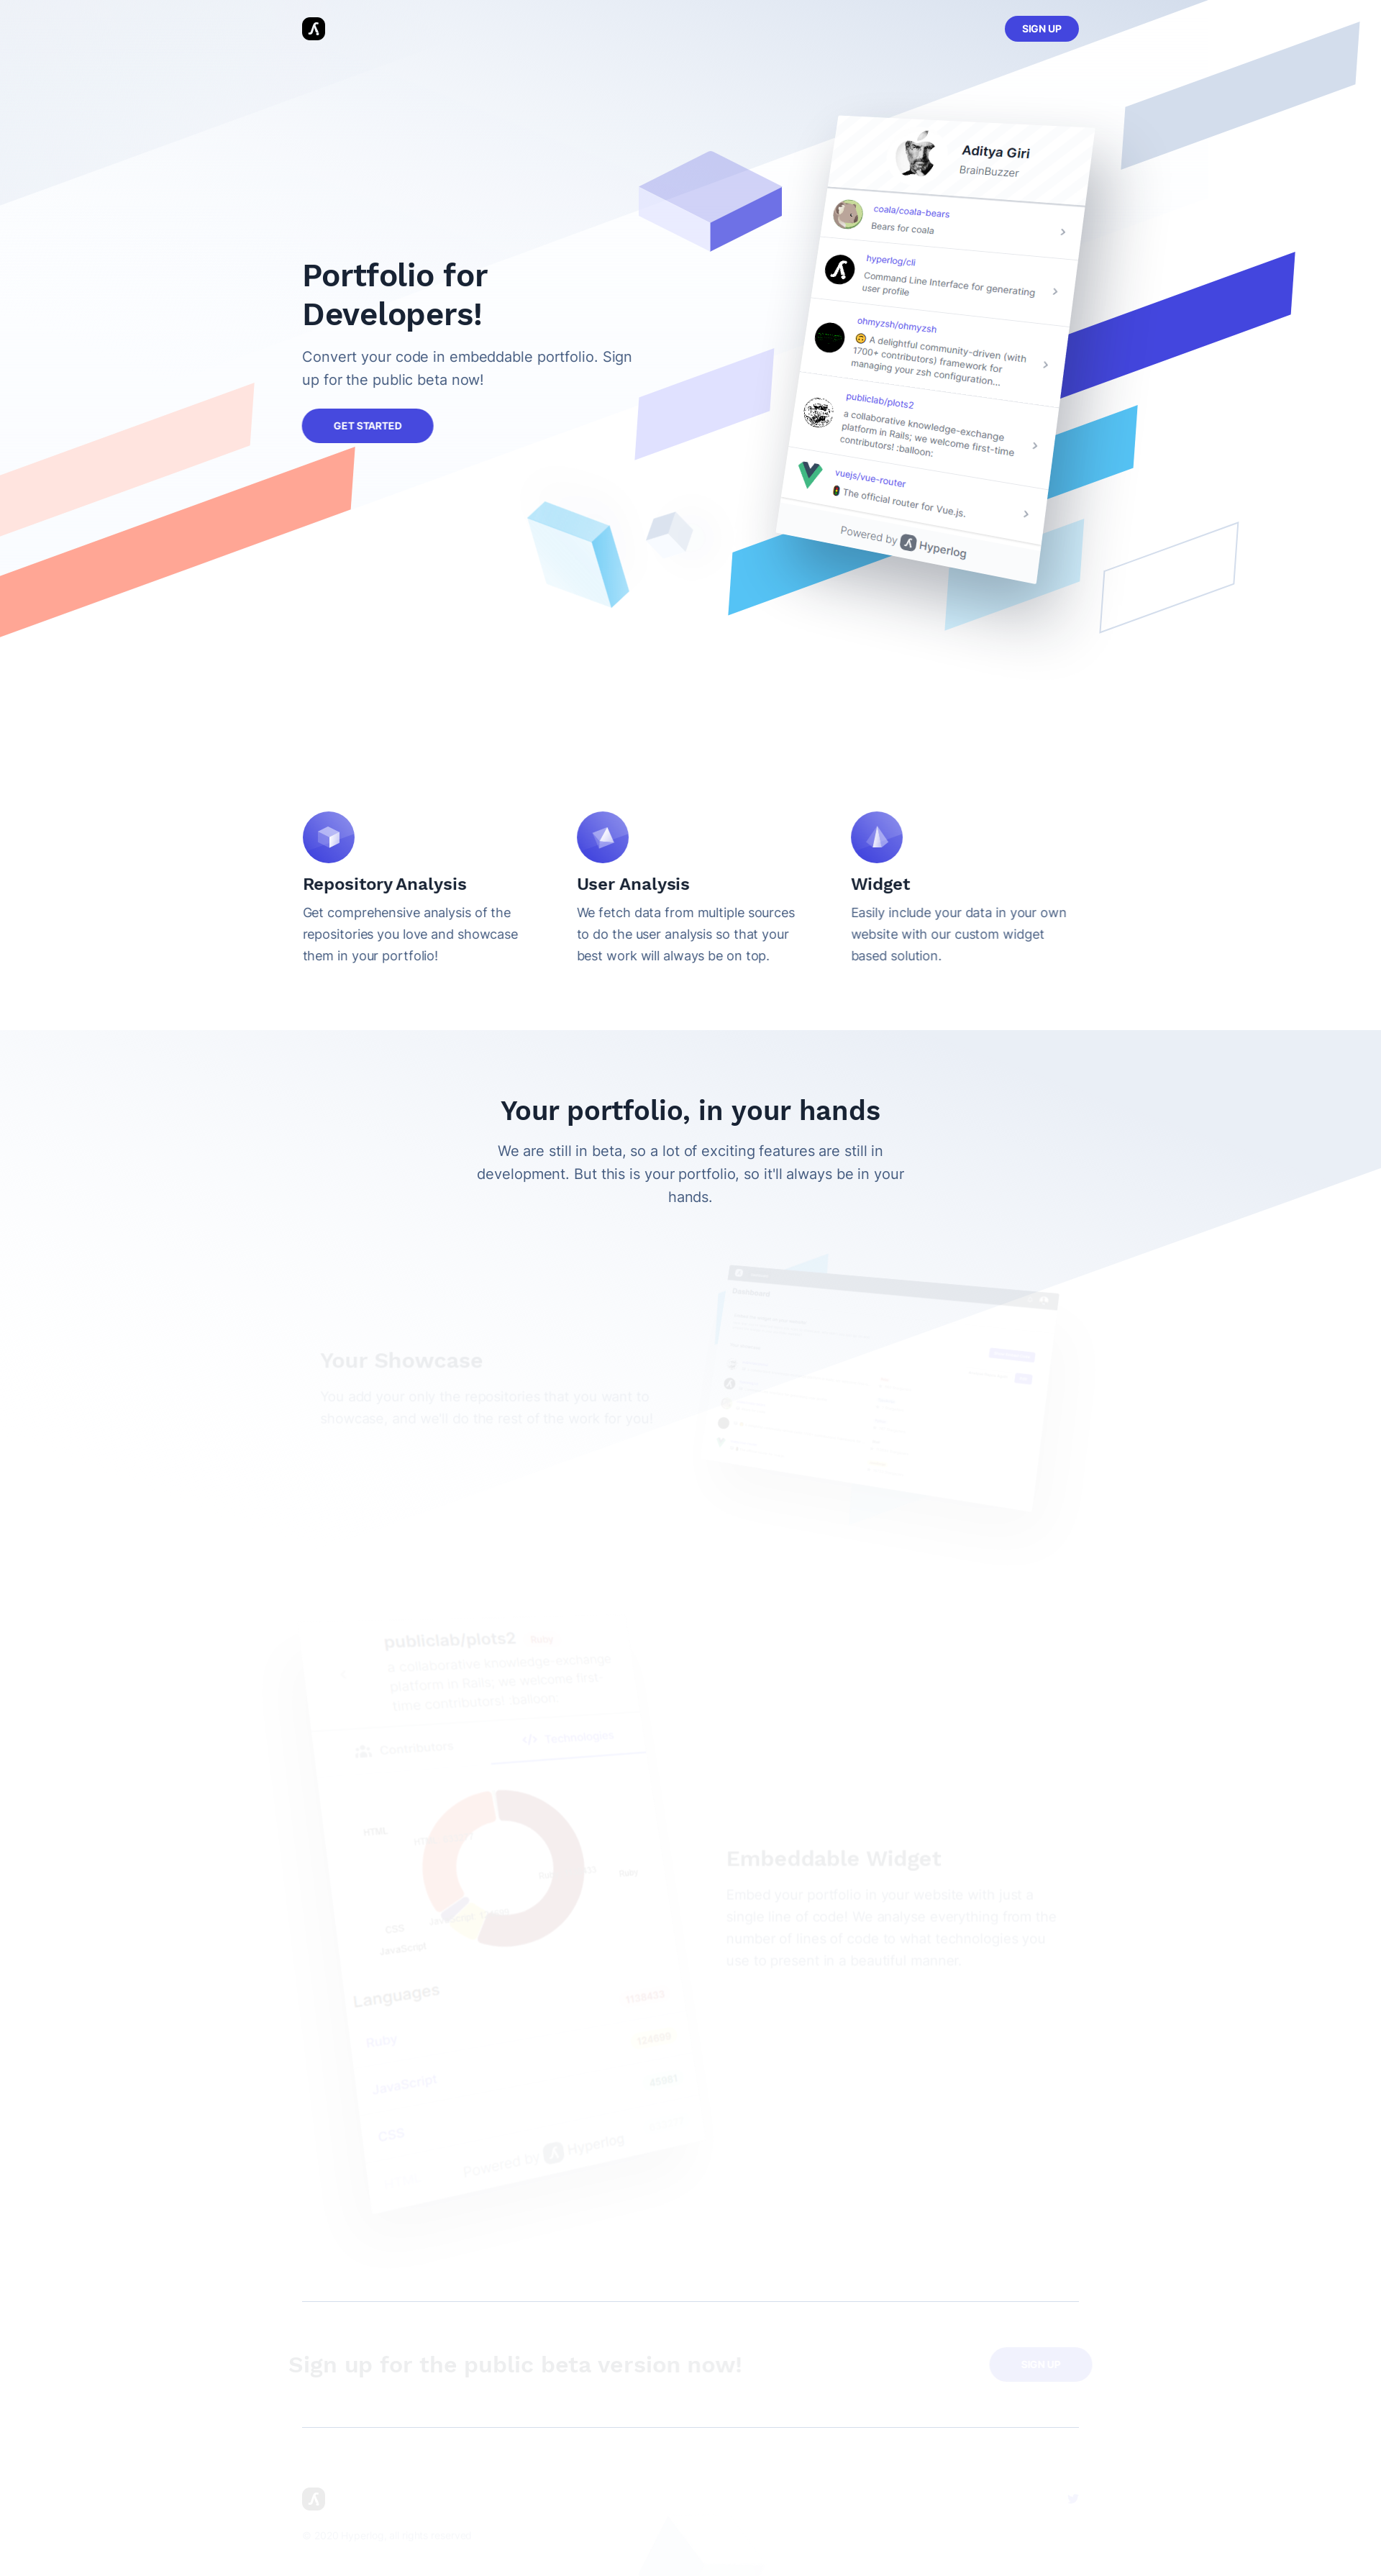 SIGN UP
Portfolio for
Developers!
Convert your code in embeddable portfolio. Sign
up for the public beta now!
GET STARTED
Aditya Giri
BrainBuzzer
coala/coala-bears
Bears for coala
hyperlog/cli
Command Line Interface for generating
user profile
ohmyzsh/ohmyzsh
🙃 A delightful community-driven (with
1700+ contributors) framework for
managing your zsh configuration...
publiclab/plots2
a collaborative knowledge-exchange
platform in Rails; we welcome first-time
contributors! :balloon:
vuejs/vue-router
🚦 The official router for Vue.js.
Powered by Hyperlog
Repository Analysis
Get comprehensive analysis of the
repositories you love and showcase
them in your portfolio!
User Analysis
We fetch data from multiple sources
to do the user analysis so that your
best work will always be on top.
Widget
Easily include your data in your own
website with our custom widget
based solution.
Your portfolio, in your hands
We are still in beta, so a lot of exciting features are still in
development. But this is your portfolio, so it'll always be in your
hands.
Your Showcase
You add your only the repositories that you want to
showcase, and we'll do the rest of the work for you!
Dashboard
publiclab/plots2 Ruby
a collaborative knowledge-exchange
platform in Rails; we welcome first
time contributors! :balloon:
Contributors
</> Technologies
HTML
Ruby
CSS
JavaScript
Languages
Ruby
JavaScript
CSS
Powered by Hyperlog
Embeddable Widget
Embed your portfolio in your website with just a
single line of code! We analyse everything from the
number of lines of code to what technologies you
use to present in a beautiful manner.
Sign up for the public beta version now!
SIGN UP
© 2020 Hyperlog, all rights reserved